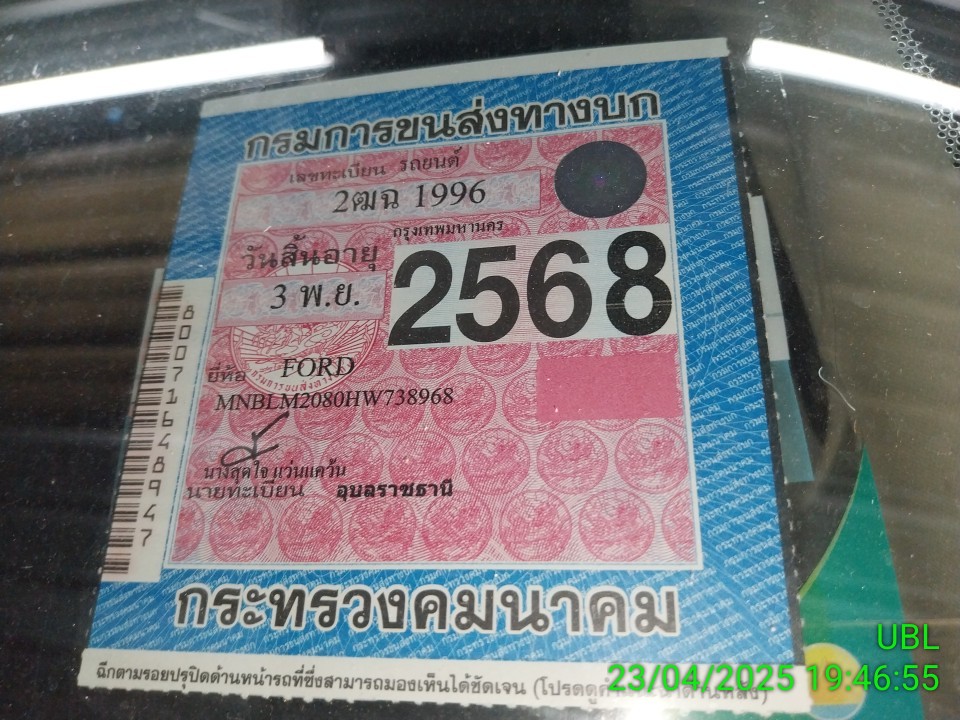 กรมการขนส่งทางบก
เลขทะเบียน รถยนต์
2ฒฉ 1996
กรุงเทพมหานคร
วันสิ้นอายุ
3 พ.ย.
2568
ยี่ห้อ FORD
MNBLM2080HW738968
นางสุดใจ แว่นแคว้น
นายทะเบียน อุบลราชธานี
80071648947
กระทรวงคมนาคม
ฉีกตามรอยปรุปิดด้านหน้ารถที่ซึ่งสามารถมองเห็นได้ชัดเจน
UBL
23/04/2025 19:46:55